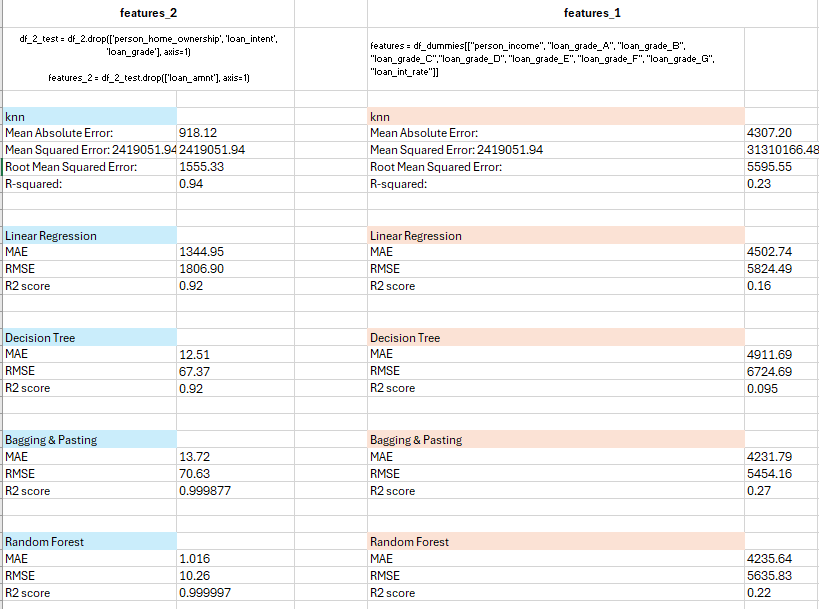 features_2 features_1
df_2_test = df_2.drop(['person_home_ownership', 'loan_intent',
'loan_grade'], axis=1)
features_2 = df_2_test.drop(['loan_amnt'], axis=1)
features = df_dummies[["person_income", "loan_grade_A", "loan_grade_B",
"loan_grade_C","loan_grade_D", "loan_grade_E", "loan_grade_F", "loan_grade_G",
"loan_int_rate"]]
knn knn
Mean Absolute Error: 918.12 Mean Absolute Error: 4307.20
Mean Squared Error: 2419051.94 2419051.94 Mean Squared Error: 2419051.94 31310166.48
Root Mean Squared Error: 1555.33 Root Mean Squared Error: 5595.55
R-squared: 0.94 R-squared: 0.23
Linear Regression Linear Regression
MAE 1344.95 MAE 4502.74
RMSE 1806.90 RMSE 5824.49
R2 score 0.92 R2 score 0.16
Decision Tree Decision Tree
MAE 12.51 MAE 4911.69
RMSE 67.37 RMSE 6724.69
R2 score 0.92 R2 score 0.095
Bagging & Pasting Bagging & Pasting
MAE 13.72 MAE 4231.79
RMSE 70.63 RMSE 5454.16
R2 score 0.999877 R2 score 0.27
Random Forest Random Forest
MAE 1.016 MAE 4235.64
RMSE 10.26 RMSE 5635.83
R2 score 0.999997 R2 score 0.22